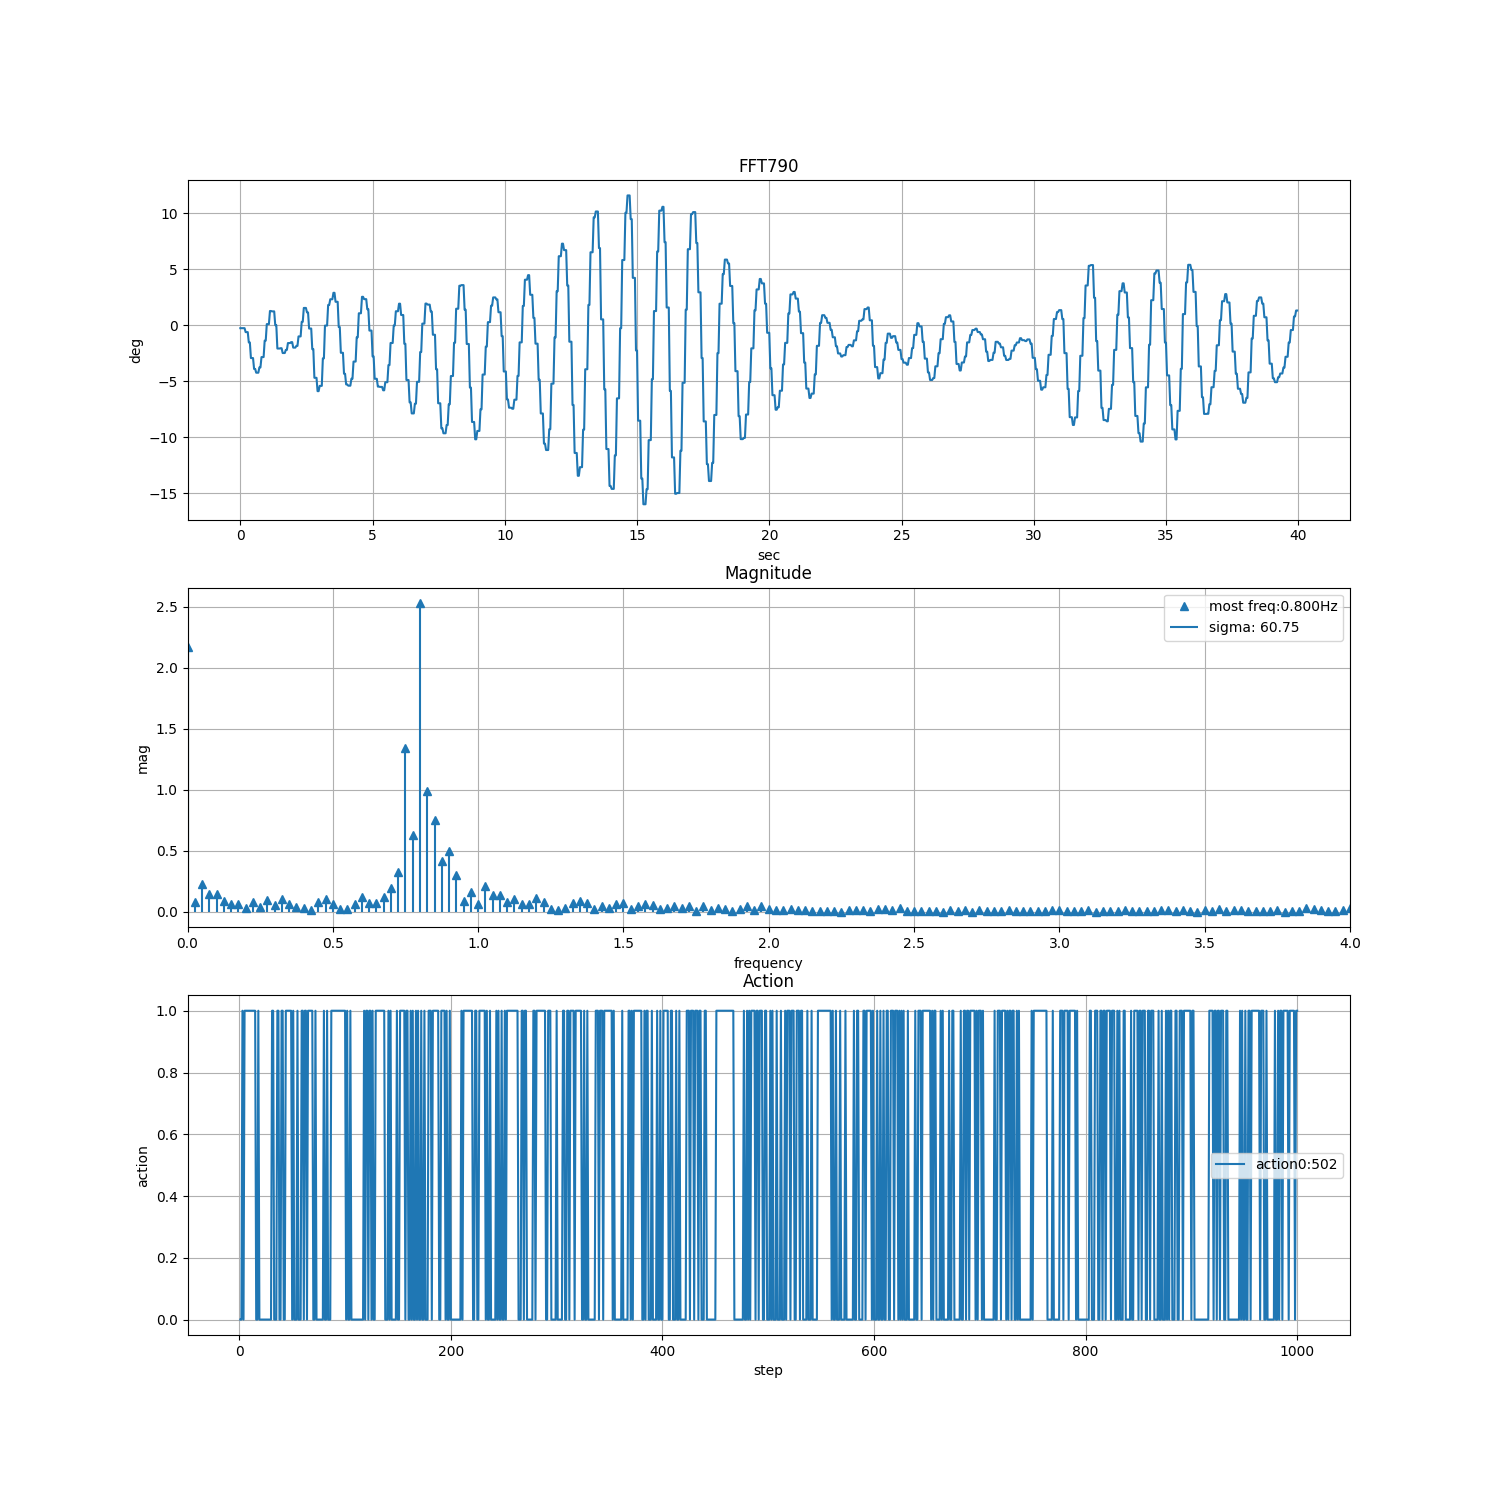 FFT790
10
5
0
−5
−10
−15
deg
0 5 10 15 20 25 30 35 40
sec
Magnitude
2.5
2.0
1.5
1.0
0.5
0.0
mag
most freq:0.800Hz
sigma: 60.75
0.0 0.5 1.0 1.5 2.0 2.5 3.0 3.5 4.0
frequency
Action
1.0
0.8
0.6
0.4
0.2
0.0
action
action0:502
0 200 400 600 800 1000
step